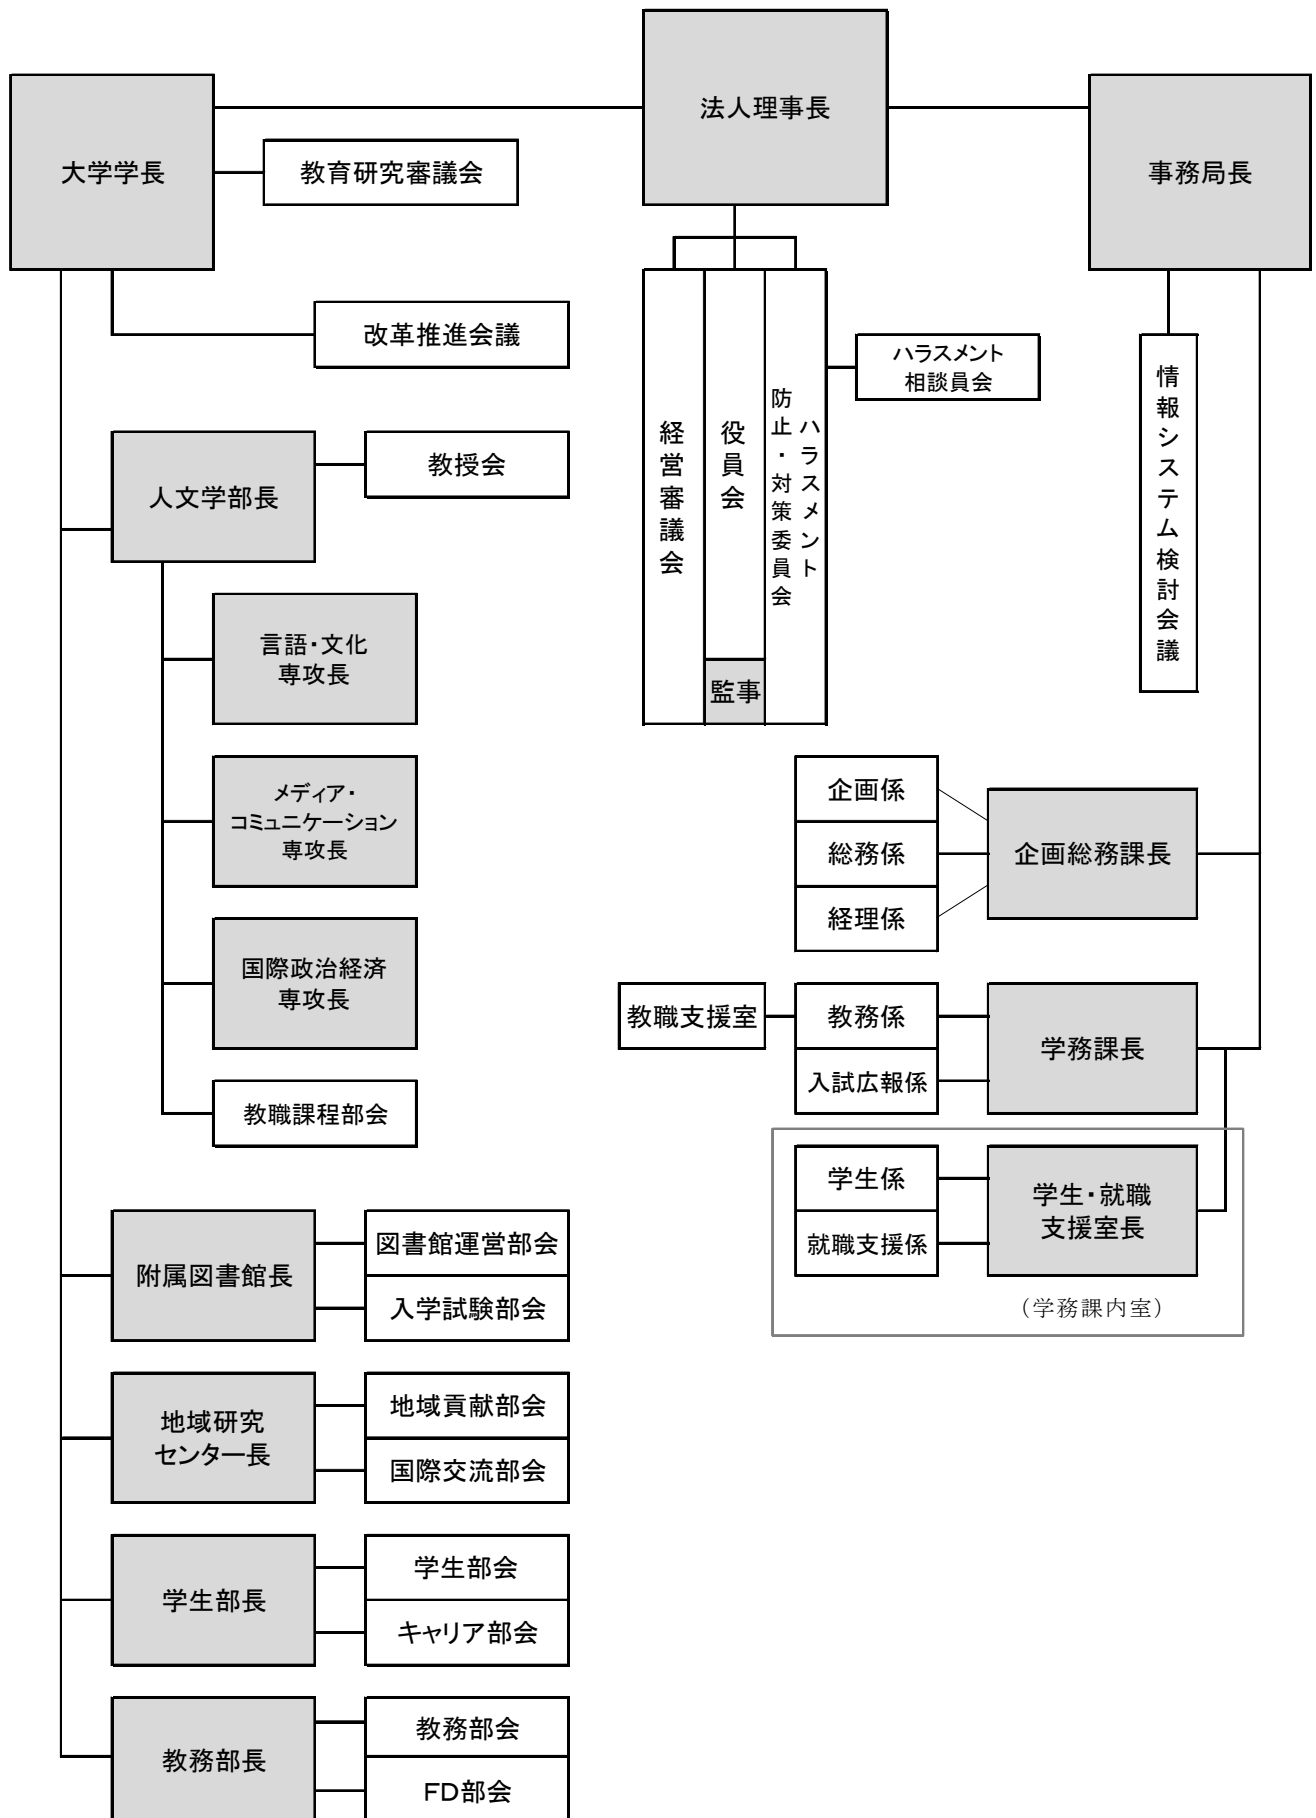 法人理事長
大学学長
事務局長
教育研究審議会
改革推進会議
経営審議会
役員会
監事
ハラスメント
防止・対策委員会
ハラスメント
相談員会
情報システム検討会議
人文学部長
教授会
言語・文化
専攻長
メディア・
コミュニケーション
専攻長
国際政治経済
専攻長
教職課程部会
企画係
総務係
経理係
企画総務課長
教職支援室
教務係
入試広報係
学務課長
学生係
就職支援係
学生・就職
支援室長
（学務課内室）
附属図書館長
図書館運営部会
入学試験部会
地域研究
センター長
地域貢献部会
国際交流部会
学生部長
学生部会
キャリア部会
教務部長
教務部会
ＦＤ部会